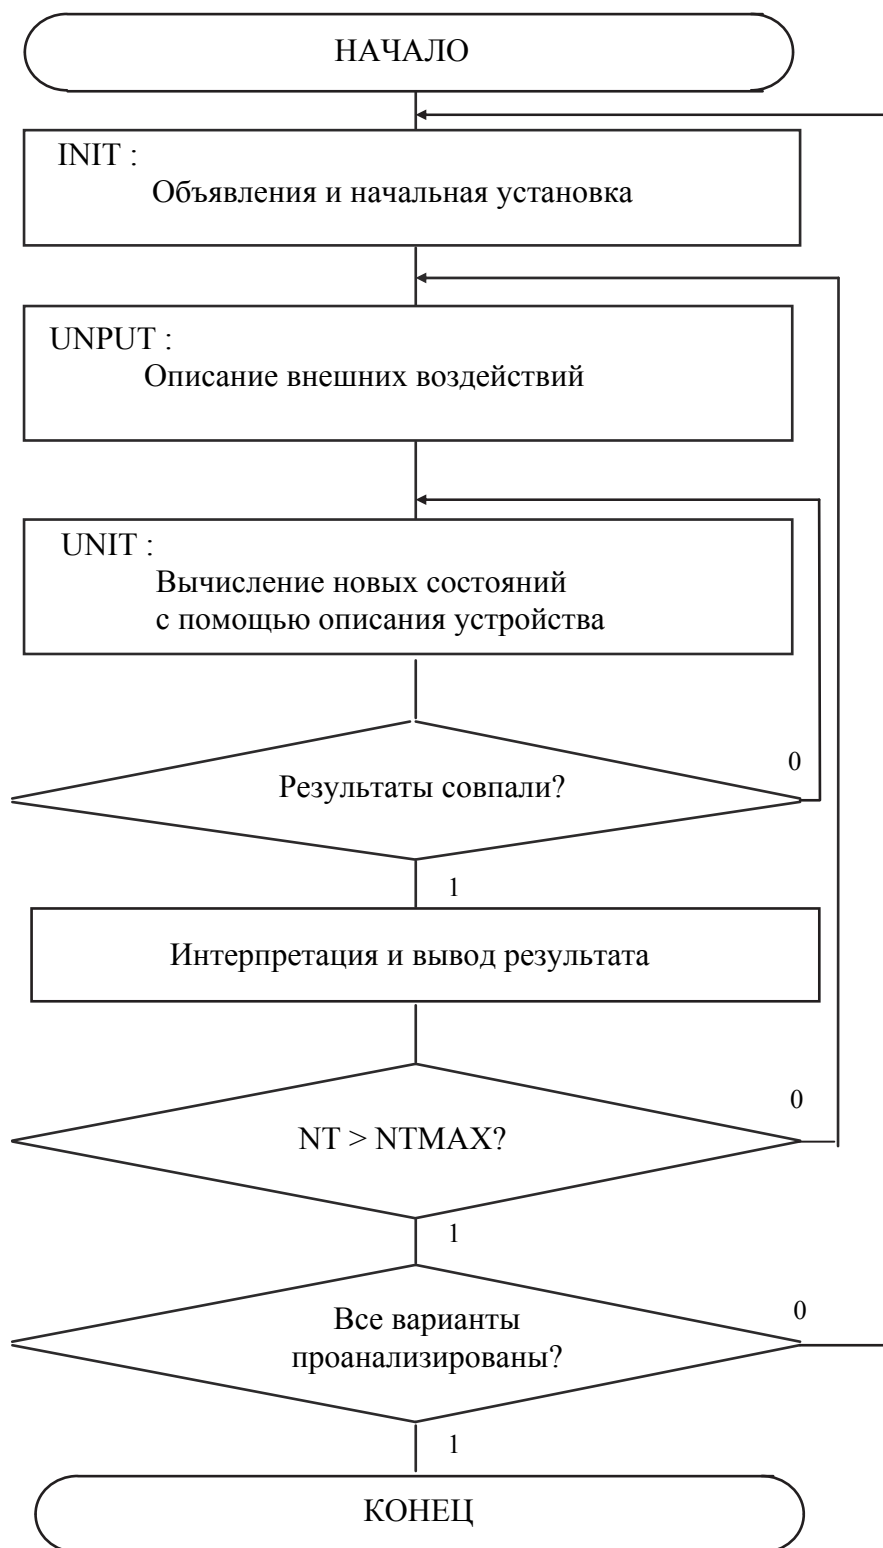 НАЧАЛО
INIT :
Объявления и начальная установка
UNPUT :
Описание внешних воздействий
UNIT :
Вычисление новых состояний
с помощью описания устройства
0
Результаты совпали?
1
Интерпретация и вывод результата
0
NT > NTMAX?
1
0
Все варианты
проанализированы?
1
КОНЕЦ